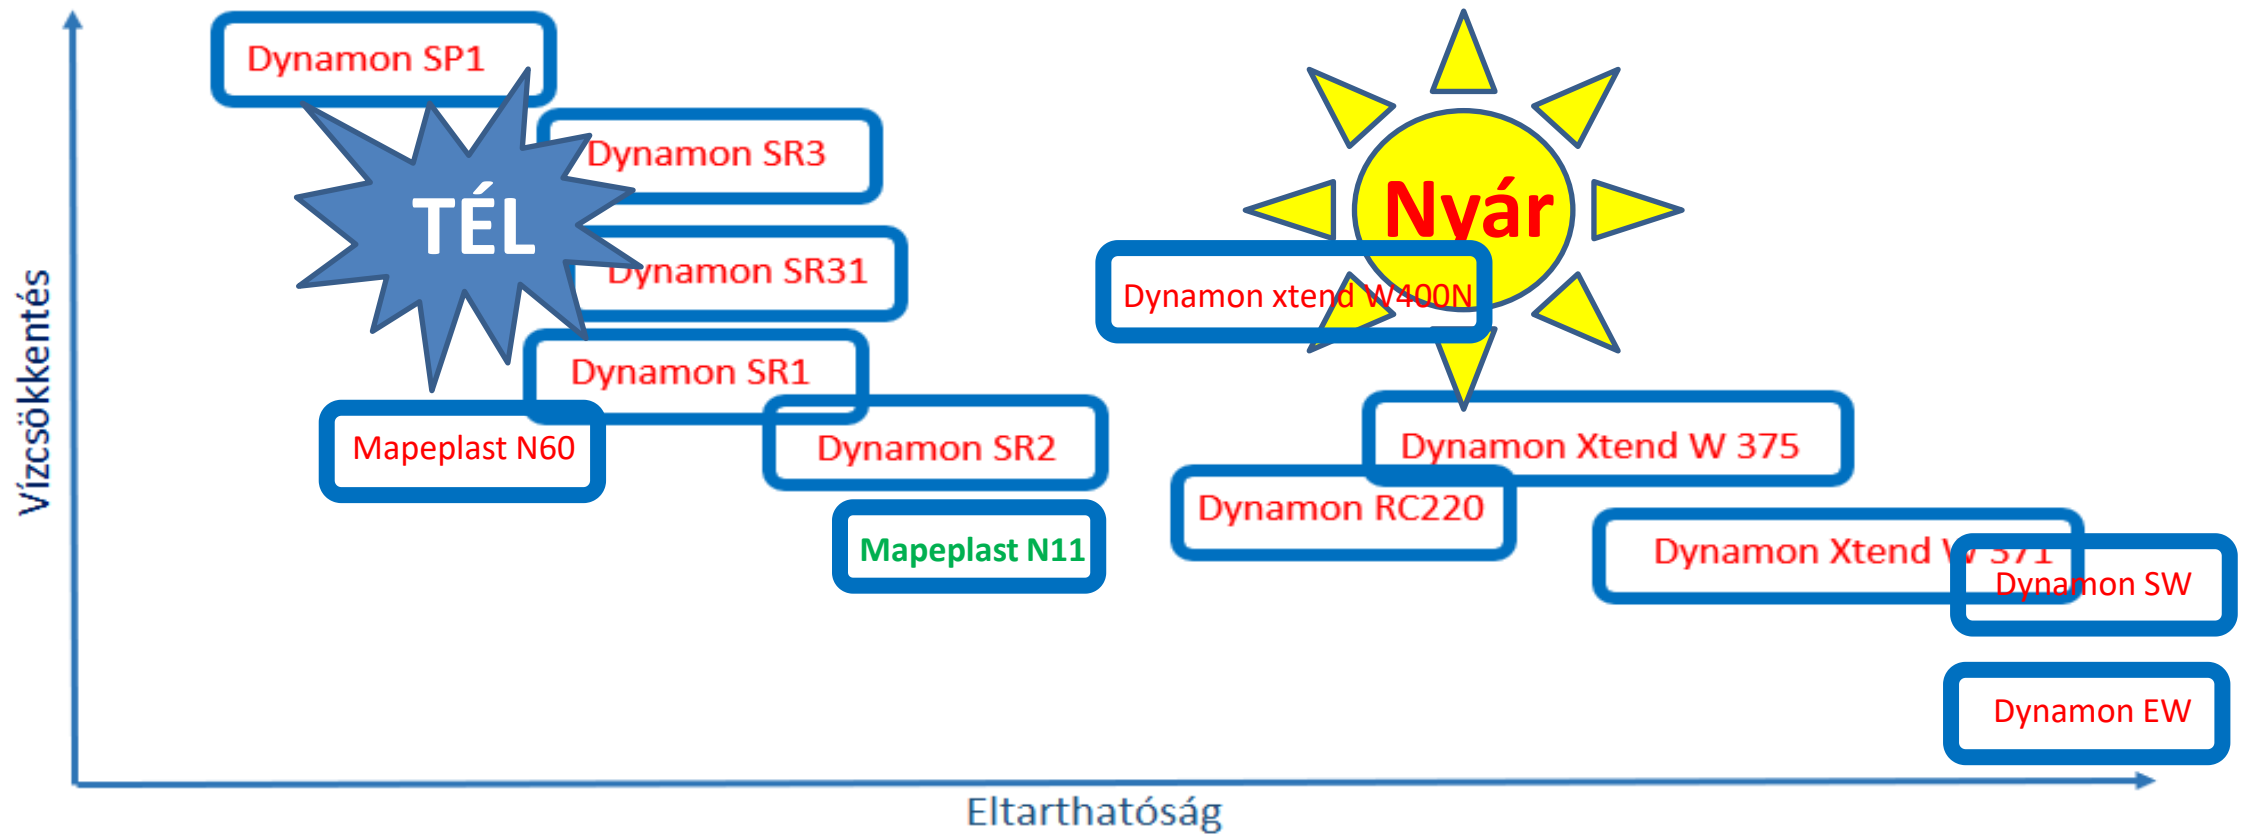 Dynamon SP1
Dynamon SR3
TÉL
Nyár
Dynamon SR31
Dynamon xtend W400N
Vízcsökkentés
Dynamon SR1
Mapeplast N60
Dynamon SR2
Dynamon Xtend W 375
Dynamon RC220
Mapeplast N11
Dynamon Xtend W 371
Dynamon SW
Dynamon EW
Eltarthatóság